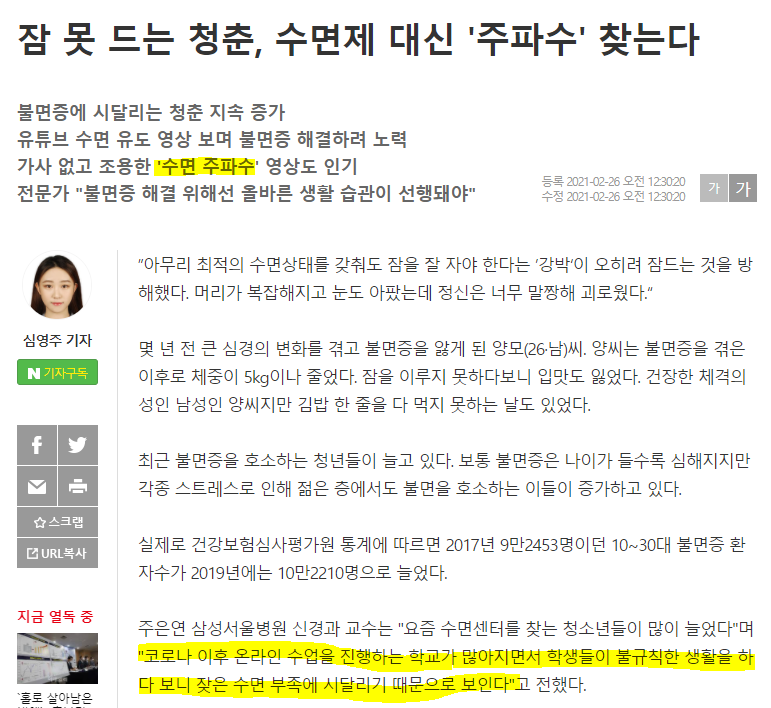 잠 못 드는 청춘, 수면제 대신 '주파수' 찾는다
불면증에 시달리는 청춘 지속 증가
유튜브 수면 유도 영상 보며 불면증 해결하려 노력
가사 없고 조용한 '수면 주파수' 영상도 인기
전문가 "불면증 해결 위해선 올바른 생활 습관이 선행돼야"
등록 2021-02-26 오전 12:30:20
수정 2021-02-26 오전 12:30:20
가 가
심영주 기자
N 기자구독
스크랩
URL복사
지금 열독 중
`홀로 살아남은
“아무리 최적의 수면상태를 갖춰도 잠을 잘 자야 한다는 ‘강박’이 오히려 잠드는 것을 방
해했다. 머리가 복잡해지고 눈도 아팠는데 정신은 너무 말짱해 괴로웠다.“
몇 년 전 큰 심경의 변화를 겪고 불면증을 앓게 된 양모(26·남)씨. 양씨는 불면증을 겪은
이후로 체중이 5kg이나 줄었다. 잠을 이루지 못하다보니 입맛도 잃었다. 건장한 체격의
성인 남성인 양씨지만 김밥 한 줄을 다 먹지 못하는 날도 있었다.
최근 불면증을 호소하는 청년들이 늘고 있다. 보통 불면증은 나이가 들수록 심해지지만
각종 스트레스로 인해 젊은 층에서도 불면을 호소하는 이들이 증가하고 있다.
실제로 건강보험심사평가원 통계에 따르면 2017년 9만2453명이던 10~30대 불면증 환
자수가 2019년에는 10만2210명으로 늘었다.
주은연 삼성서울병원 신경과 교수는 "요즘 수면센터를 찾는 청소년들이 많이 늘었다"며
"코로나 이후 온라인 수업을 진행하는 학교가 많아지면서 학생들이 불규칙한 생활을 하
다 보니 잦은 수면 부족에 시달리기 때문으로 보인다"고 전했다.